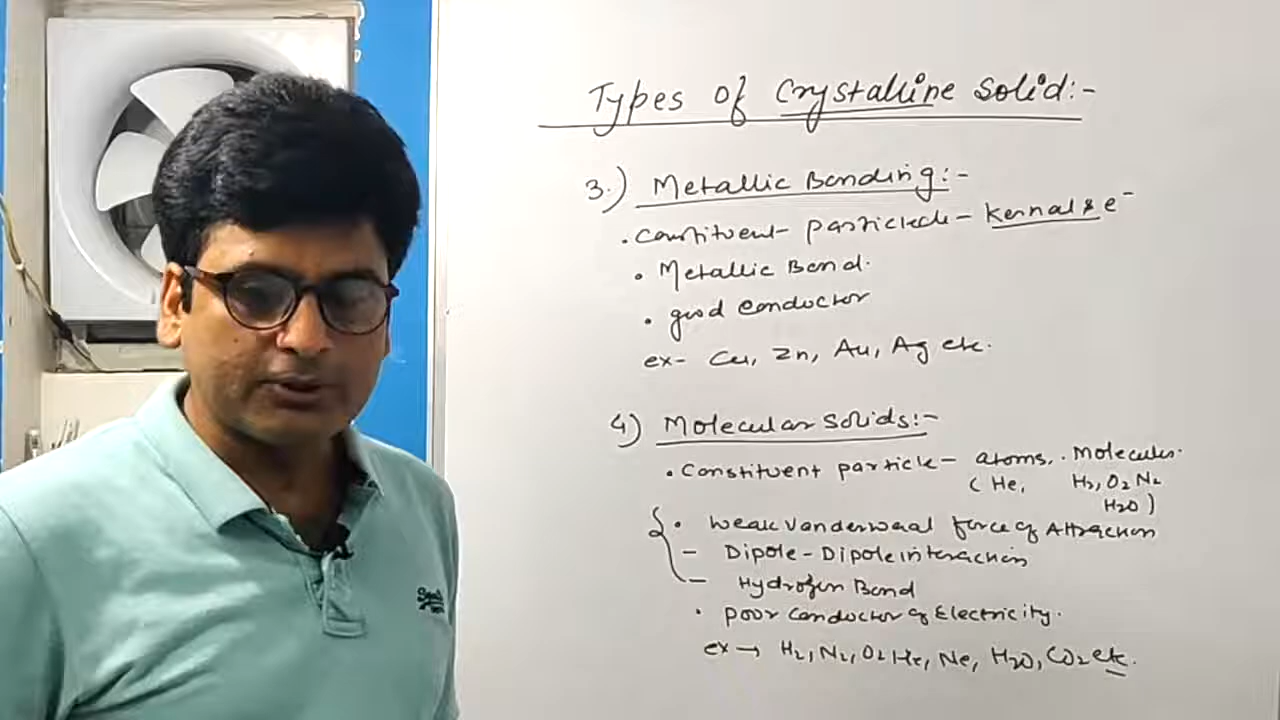 Types of Crystalline Solid:-
3.) Metallic Bonding:-
. Constituent particle - Kernal & e⁻
• Metallic Bond.
• good conductor
ex- Cu, Zn, Au, Ag etc.
4) Molecular Solids:-
• Constituent particle - atoms, . Molecules.
( He, H₂, O₂ N₂
H₂O )
• Weak Vanderwaal force of Attraction
- Dipole-Dipole interaction
- Hydrogen Bond
• poor conductor of Electricity.
ex → H₂, N₂, O₂ He, Ne, H₂O, CO₂ etc.